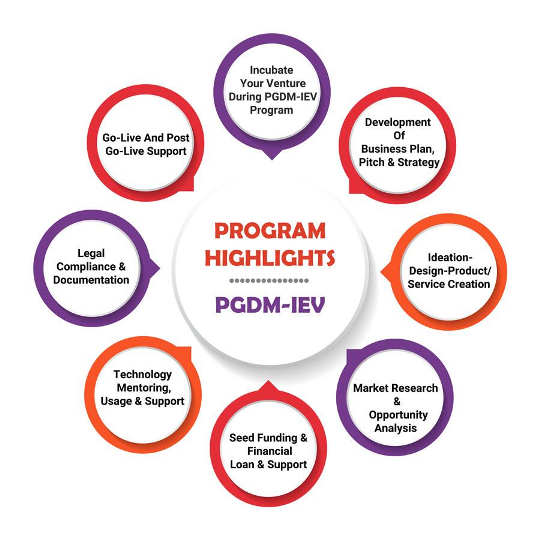 Incubate
Your Venture
During PGDM-IEV
Program
Development
Of
Business Plan,
Pitch & Strategy
Ideation-
Design-Product/
Service Creation
Market Research
&
Opportunity
Analysis
Seed Funding &
Financial
Loan & Support
Technology
Mentoring,
Usage & Support
Legal
Compliance &
Documentation
Go-Live And Post
Go-Live Support
PROGRAM
HIGHLIGHTS
PGDM-IEV